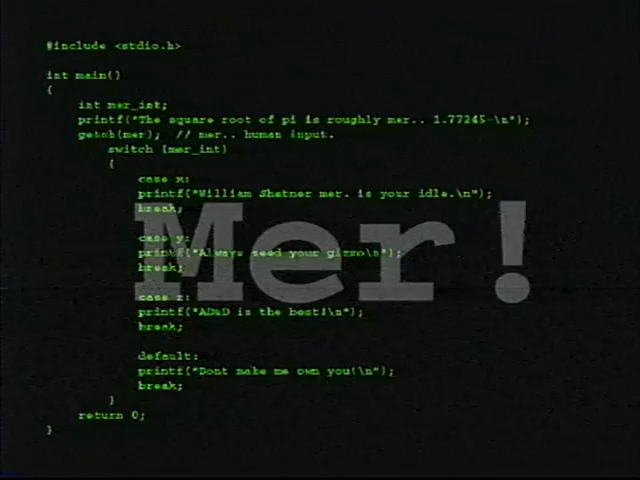 #include <stdio.h>
int main()
{
int mer_int;
printf("The square root of pi is roughly mer.. 1.77245~\n");
getch(mer); // mer.. human input.
switch (mer_int)
{
case x:
printf("William Shatner mer. is your idle.\n");
break;
case y:
printf("Always feed your gizmo\n");
break;
case z:
printf("AD&D is the best!\n");
break;
default:
printf("Dont make me own you!\n");
break;
}
return 0;
}
Mer!